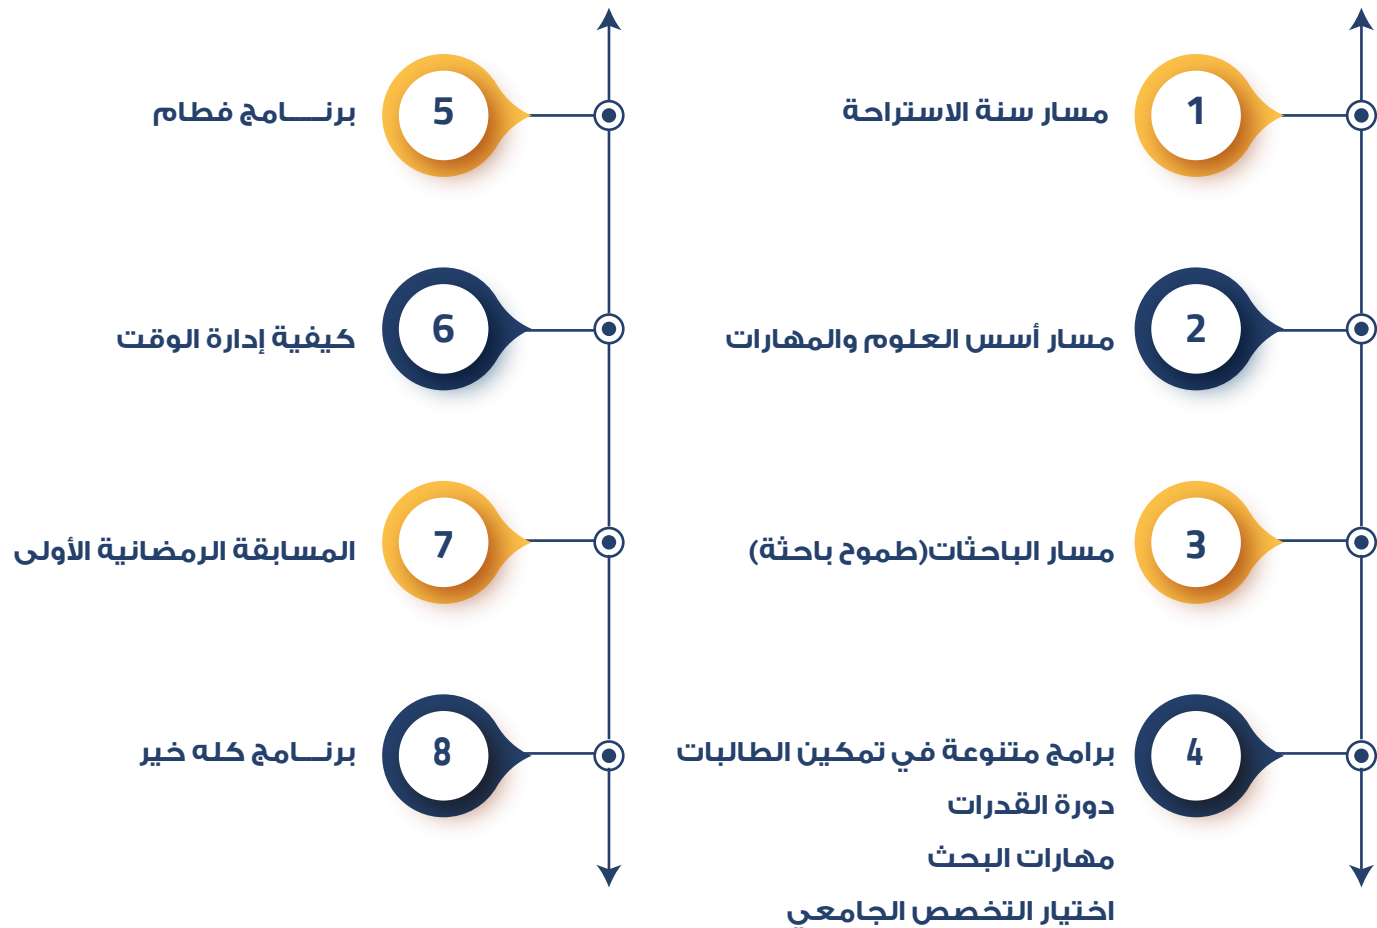 1
مسار سنة الاستراحة
2
مسار أسس العلوم والمهارات
3
مسار الباحثات(طموح باحثة)
4
برامج متنوعة في تمكين الطالبات
دورة القدرات
مهارات البحث
اختيار التخصص الجامعي
5
برنــــامج فطام
6
كيفية إدارة الوقت
7
المسابقة الرمضانية الأولى
8
برنـــامج كله خير